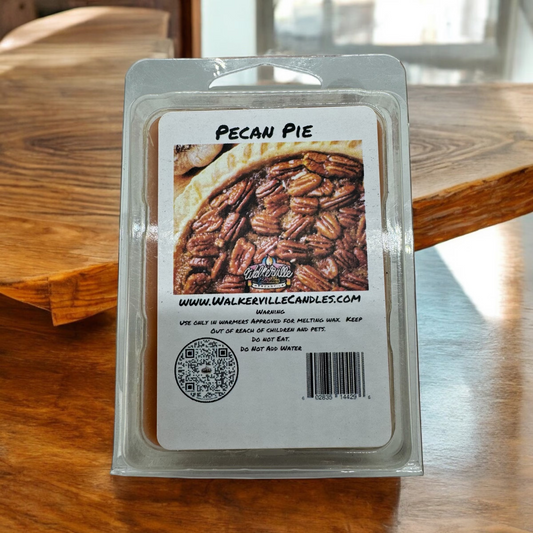 Pecan Pie
Walkerville
www.WalkervilleCandles.com
Warning
Use only in warmers Approved for melting wax. Keep
Out of reach of children and pets.
Do not Eat.
Do Not Add Water